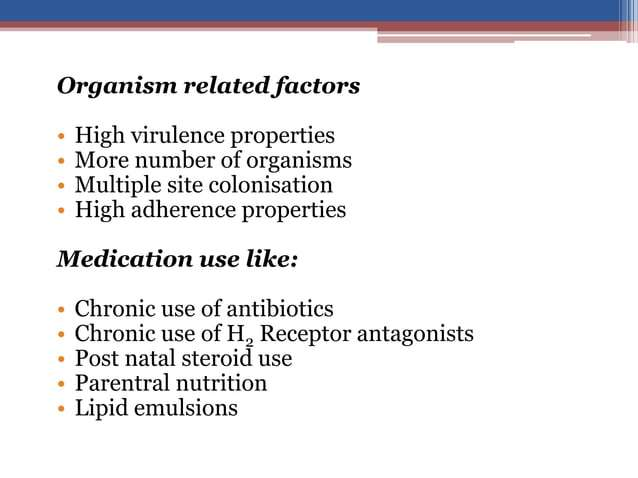 Organism related factors
• High virulence properties
• More number of organisms
• Multiple site colonisation
• High adherence properties
Medication use like:
• Chronic use of antibiotics
• Chronic use of H₂ Receptor antagonists
• Post natal steroid use
• Parentral nutrition
• Lipid emulsions